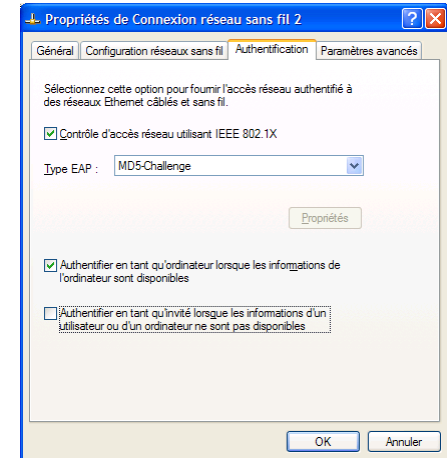 Propriétés de Connexion réseau sans fil 2
Général Configuration réseaux sans fil Authentification Paramètres avancés
Sélectionnez cette option pour fournir l'accès réseau authentifié à
des réseaux Ethernet câblés et sans fil.
Contrôle d'accès réseau utilisant IEEE 802.1X
Type EAP : MD5-Challenge
Propriétés
Authentifier en tant qu'ordinateur lorsque les informations de
l'ordinateur sont disponibles
Authentifier en tant qu'invité lorsque les informations d'un
utilisateur ou d'un ordinateur ne sont pas disponibles
OK Annuler